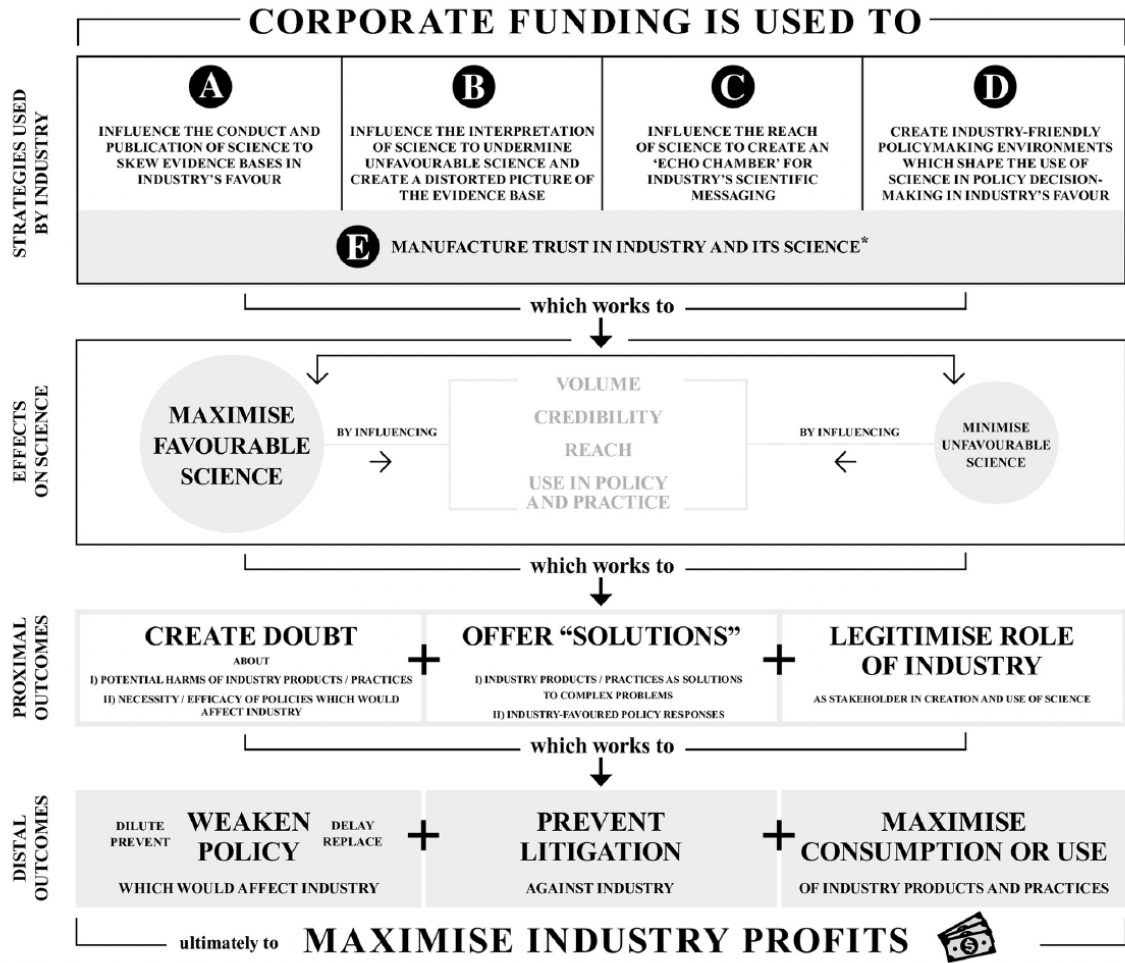 CORPORATE FUNDING IS USED TO
STRATEGIES USED
BY INDUSTRY
A
INFLUENCE THE CONDUCT AND
PUBLICATION OF SCIENCE TO
SKEW EVIDENCE BASES IN
INDUSTRY'S FAVOUR
B
INFLUENCE THE INTERPRETATION
OF SCIENCE TO UNDERMINE
UNFAVOURABLE SCIENCE AND
CREATE A DISTORTED PICTURE OF
THE EVIDENCE BASE
C
INFLUENCE THE REACH
OF SCIENCE TO CREATE AN
'ECHO CHAMBER' FOR
INDUSTRY'S SCIENTIFIC
MESSAGING
D
CREATE INDUSTRY-FRIENDLY
POLICYMAKING ENVIRONMENTS
WHICH SHAPE THE USE OF
SCIENCE IN POLICY DECISION-
MAKING IN INDUSTRY'S FAVOUR
E MANUFACTURE TRUST IN INDUSTRY AND ITS SCIENCE*
which works to
EFFECTS
ON SCIENCE
MAXIMISE
FAVOURABLE
SCIENCE
BY INFLUENCING
VOLUME
CREDIBILITY
REACH
USE IN POLICY
AND PRACTICE
BY INFLUENCING
MINIMISE
UNFAVOURABLE
SCIENCE
which works to
PROXIMAL
OUTCOMES
CREATE DOUBT
ABOUT
I) POTENTIAL HARMS OF INDUSTRY PRODUCTS / PRACTICES
II) NECESSITY / EFFICACY OF POLICIES WHICH WOULD
AFFECT INDUSTRY
+
OFFER "SOLUTIONS"
I) INDUSTRY PRODUCTS / PRACTICES AS SOLUTIONS
TO COMPLEX PROBLEMS
II) INDUSTRY-FAVOURED POLICY RESPONSES
+
LEGITIMISE ROLE
OF INDUSTRY
AS STAKEHOLDER IN CREATION AND USE OF SCIENCE
which works to
DISTAL
OUTCOMES
DILUTE
PREVENT
WEAKEN
POLICY
DELAY
REPLACE
WHICH WOULD AFFECT INDUSTRY
+
PREVENT
LITIGATION
AGAINST INDUSTRY
+
MAXIMISE
CONSUMPTION OR USE
OF INDUSTRY PRODUCTS AND PRACTICES
ultimately to MAXIMISE INDUSTRY PROFITS
$